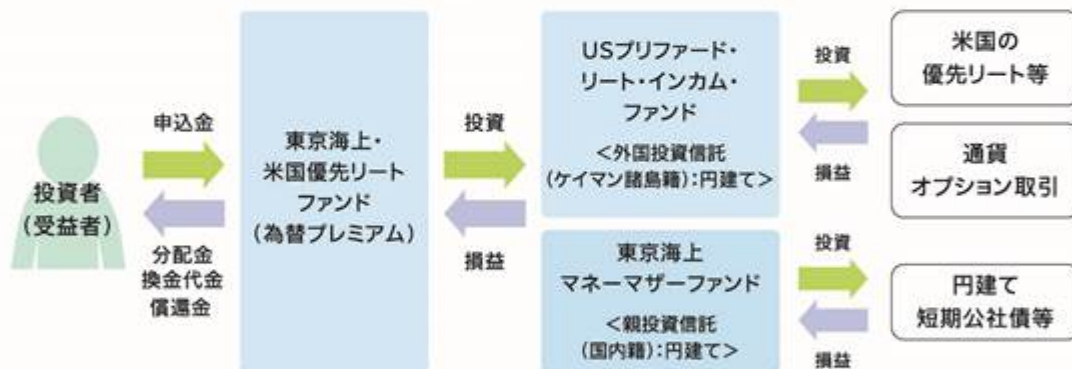 投資者
(受益者)
申込金
分配金
換金代金
償還金
東京海上・
米国優先リート
ファンド
(為替プレミアム)
投資
損益
USプリファード・
リート・インカム・
ファンド
<外国投資信託
(ケイマン諸島籍):円建て>
東京海上
マネーマザーファンド
<親投資信託
(国内籍):円建て>
投資
損益
投資
損益
米国の
優先リート等
通貨
オプション取引
円建て
短期公社債等